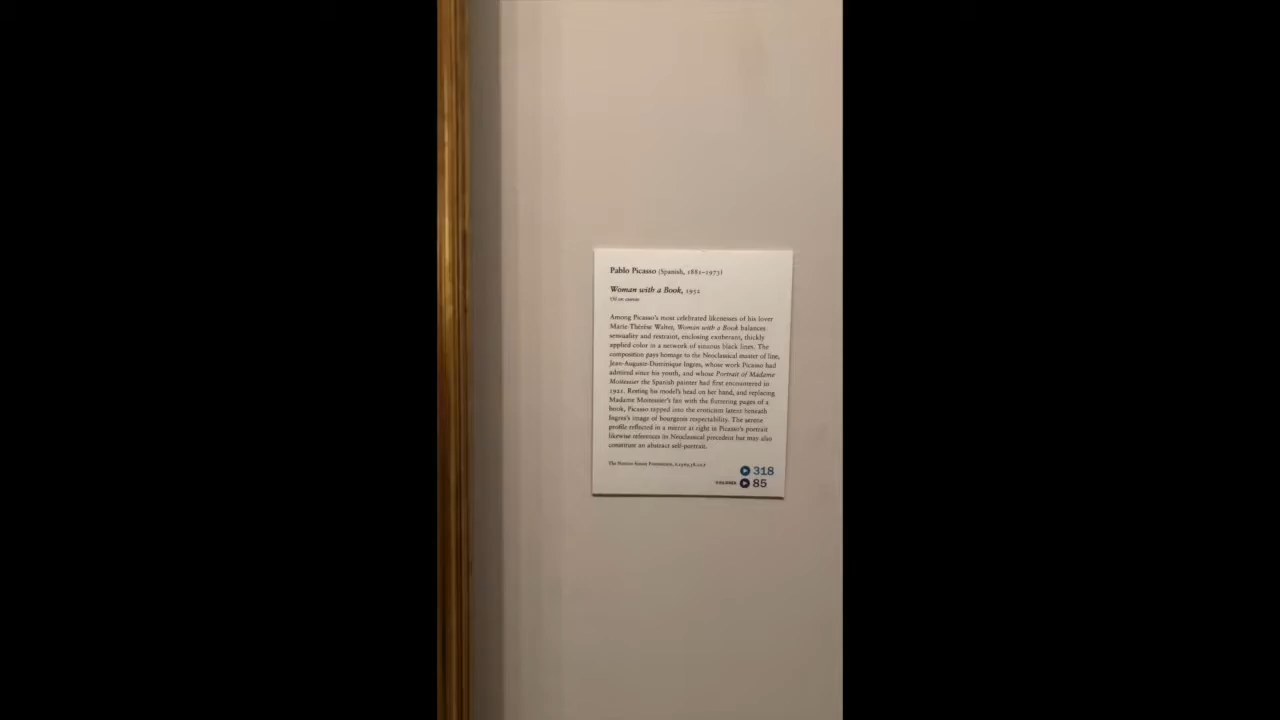 Pablo Picasso (Spanish, 1881–1973)
Woman with a Book, 1932
Oil on canvas
Among Picasso's most celebrated likenesses of his lover
Marie-Thérèse Walter, Woman with a Book balances
sensuality and restraint, enclosing exuberant, thickly
applied color in a network of sinuous black lines. The
composition pays homage to the Neoclassical master of line,
Jean-Auguste-Dominique Ingres, whose work Picasso had
admired since his youth, and whose Portrait of Madame
Moitessier the Spanish painter had first encountered in
1921. Resting his model's head on her hand, and replacing
Madame Moitessier's fan with the fluttering pages of a
book, Picasso tapped into the eroticism latent beneath
Ingres's image of bourgeois respectability. The serene
profile reflected in a mirror at right in Picasso's portrait
likewise references its Neoclassical precedent but may also
constitute an abstract self-portrait.
The Norton Simon Foundation,
318
85